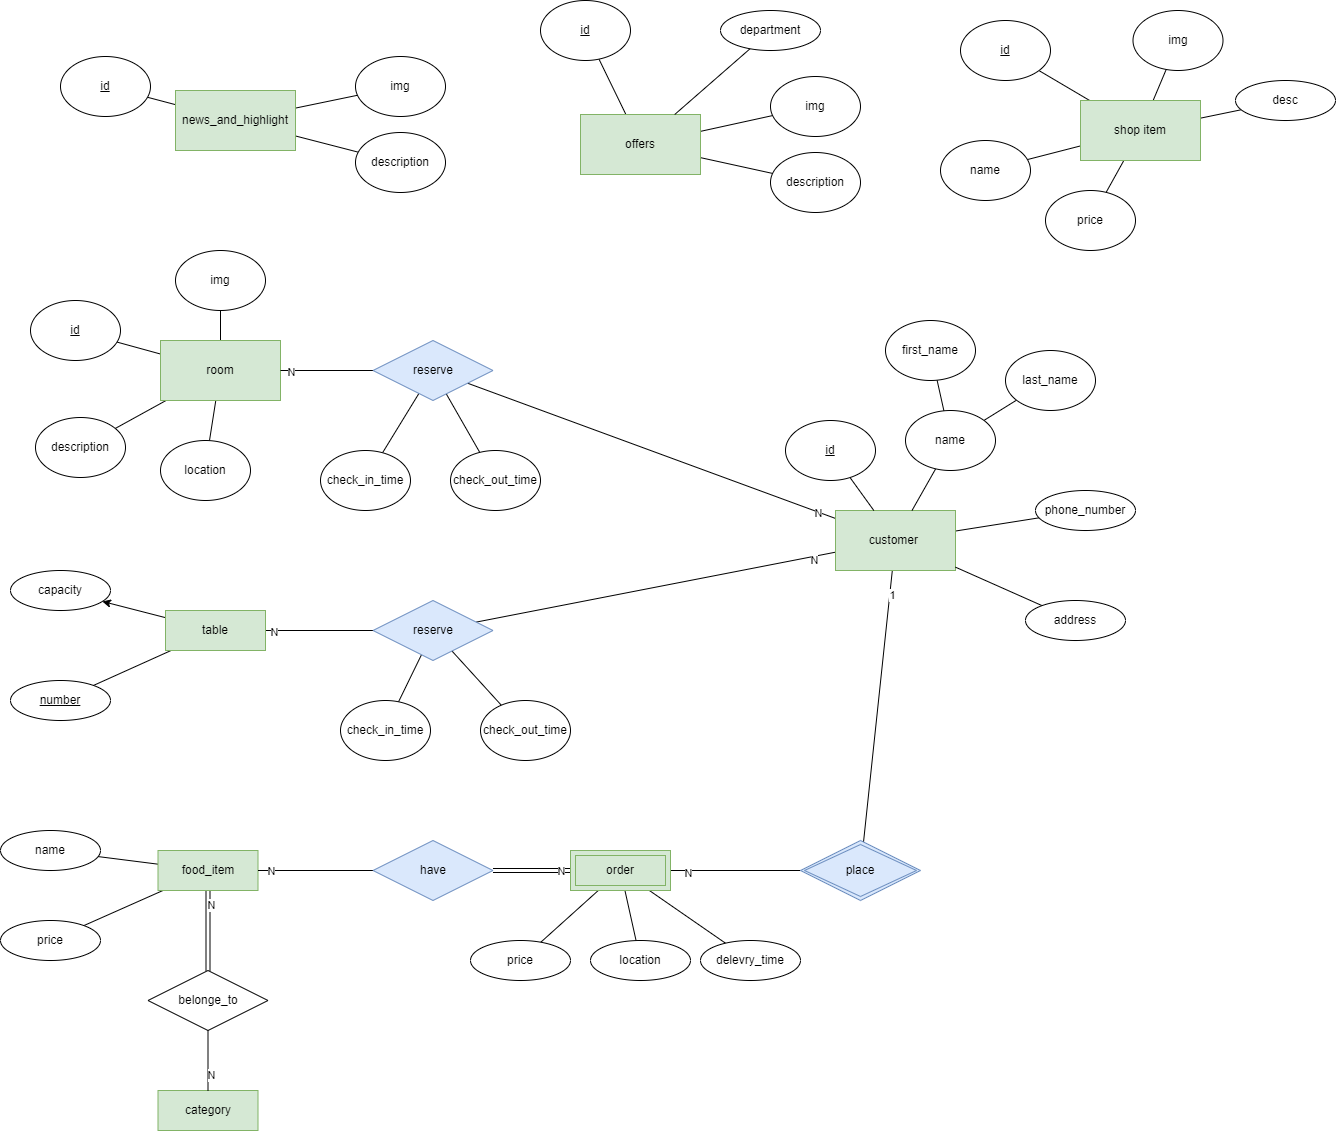 id
news_and_highlight
img
description
id
department
offers
img
description
id
img
desc
shop item
name
price
img
id
room
description
location
N
reserve
check_in_time
check_out_time
N
first_name
last_name
name
id
customer
phone_number
address
N
1
capacity
table
number
N
reserve
check_in_time
check_out_time
name
food_item
price
N
have
N
order
N
place
price
location
delevry_time
N
belonge_to
N
category